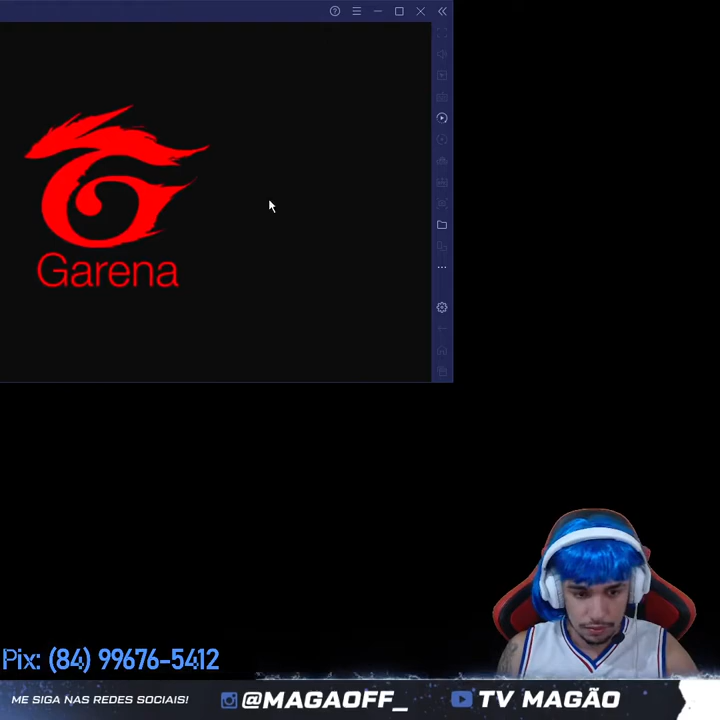 Garena
Pix: (84) 99676-5412
ME SIGA NAS REDES SOCIAIS!
@MAGAOFF_
TV MAGÃO